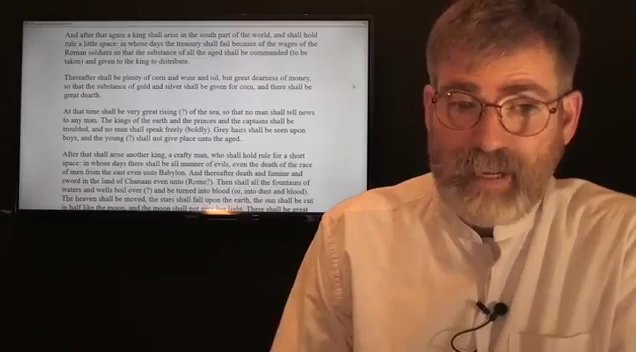 And after that again a king shall arise in the south part of the world, and shall hold
rule a little space: in whose days the treasury shall fail because of the wages of the
Roman soldiers so that the substance of all the aged shall be commanded (to be
taken) and given to the king to distribute.
Thereafter shall be plenty of corn and wine and oil, but great dearness of money,
so that the substance of gold and silver shall be given for corn, and there shall be
great dearth.
At that time shall be very great rising (?) of the sea, so that no man shall tell news
to any man. The kings of the earth and the princes and the captains shall be
troubled, and no man shall speak freely (boldly). Grey hairs shall be seen upon
boys, and the young (?) shall not give place unto the aged.
After that shall arise another king, a crafty man, who shall hold rule for a short
space: in whose days there shall be all manner of evils, even the death of the race
of men from the east even unto Babylon. And thereafter death and famine and
sword in the land of Chanaan even unto (Rome?). Then shall all the fountains of
waters and wells boil over (?) and be turned into blood (or, into dust and blood).
The heaven shall be moved, the stars shall fall upon the earth, the sun shall be cut
in half like the moon, and the moon shall not give her light. There shall be great